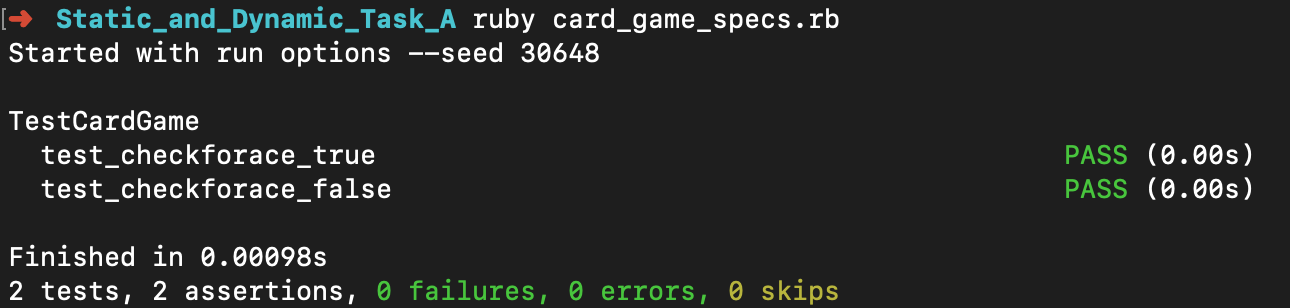 [➜ Static_and_Dynamic_Task_A ruby card_game_specs.rb
Started with run options --seed 30648
TestCardGame
test_checkforace_true PASS (0.00s)
test_checkforace_false PASS (0.00s)
Finished in 0.00098s
2 tests, 2 assertions, 0 failures, 0 errors, 0 skips